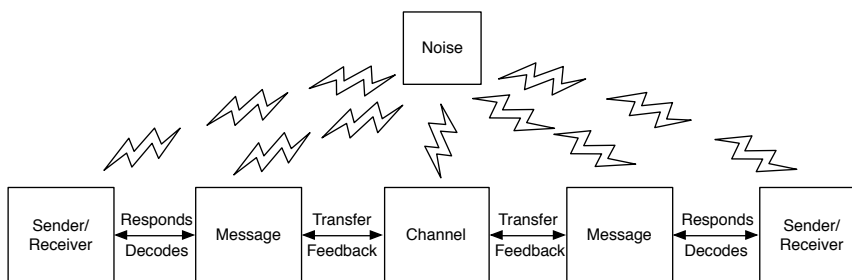 Noise
Sender/
Receiver
Responds
Decodes
Message
Transfer
Feedback
Channel
Transfer
Feedback
Message
Responds
Decodes
Sender/
Receiver